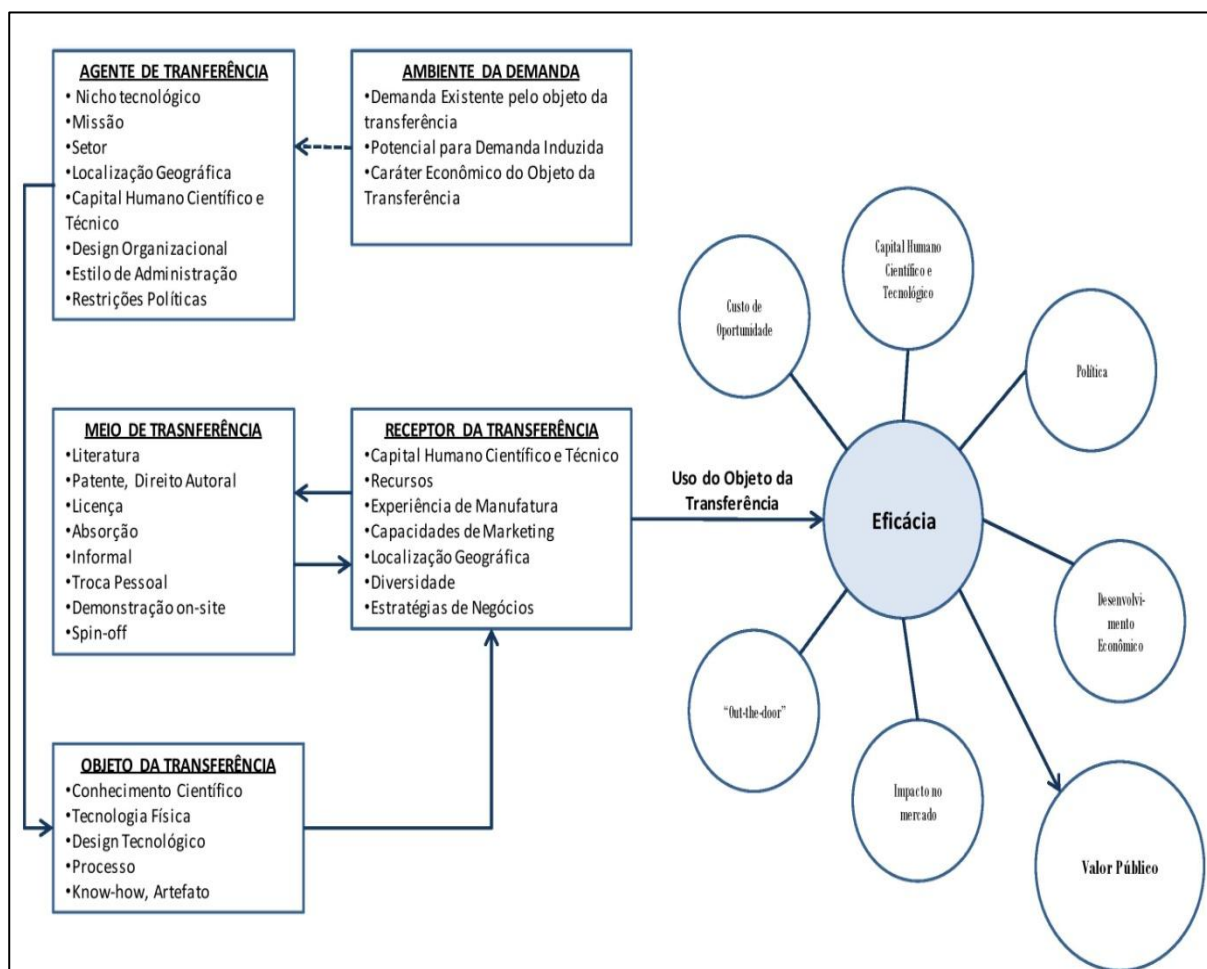 AGENTE DE TRANFERÊNCIA
• Nicho tecnológico
• Missão
• Setor
•Localização Geográfica
•Capital Humano Científico e
Técnico
•Design Organizacional
•Estilo de Administração
•Restrições Políticas
AMBIENTE DA DEMANDA
•Demanda Existente pelo objeto da
transferência
•Potencial para Demanda Induzida
•Caráter Econômico do Objeto da
Transferência
MEIO DE TRASNFERÊNCIA
•Literatura
•Patente, Direito Autoral
•Licença
•Absorção
•Informal
•Troca Pessoal
•Demonstração on-site
•Spin-off
RECEPTOR DA TRANSFERÊNCIA
•Capital Humano Científico e Técnico
•Recursos
•Experiência de Manufatura
•Capacidades de Marketing
•Localização Geográfica
•Diversidade
•Estratégias de Negócios
OBJETO DA TRANSFERÊNCIA
•Conhecimento Científico
•Tecnologia Física
•Design Tecnológico
•Processo
•Know-how, Artefato
Uso do Objeto da
Transferência
Eficácia
Custo de
Oportunidade
Capital Humano
Científico e
Tecnológico
Política
Desenvolvi-
mento
Econômico
Valor Público
Impacto no
mercado
“Out-the-door”